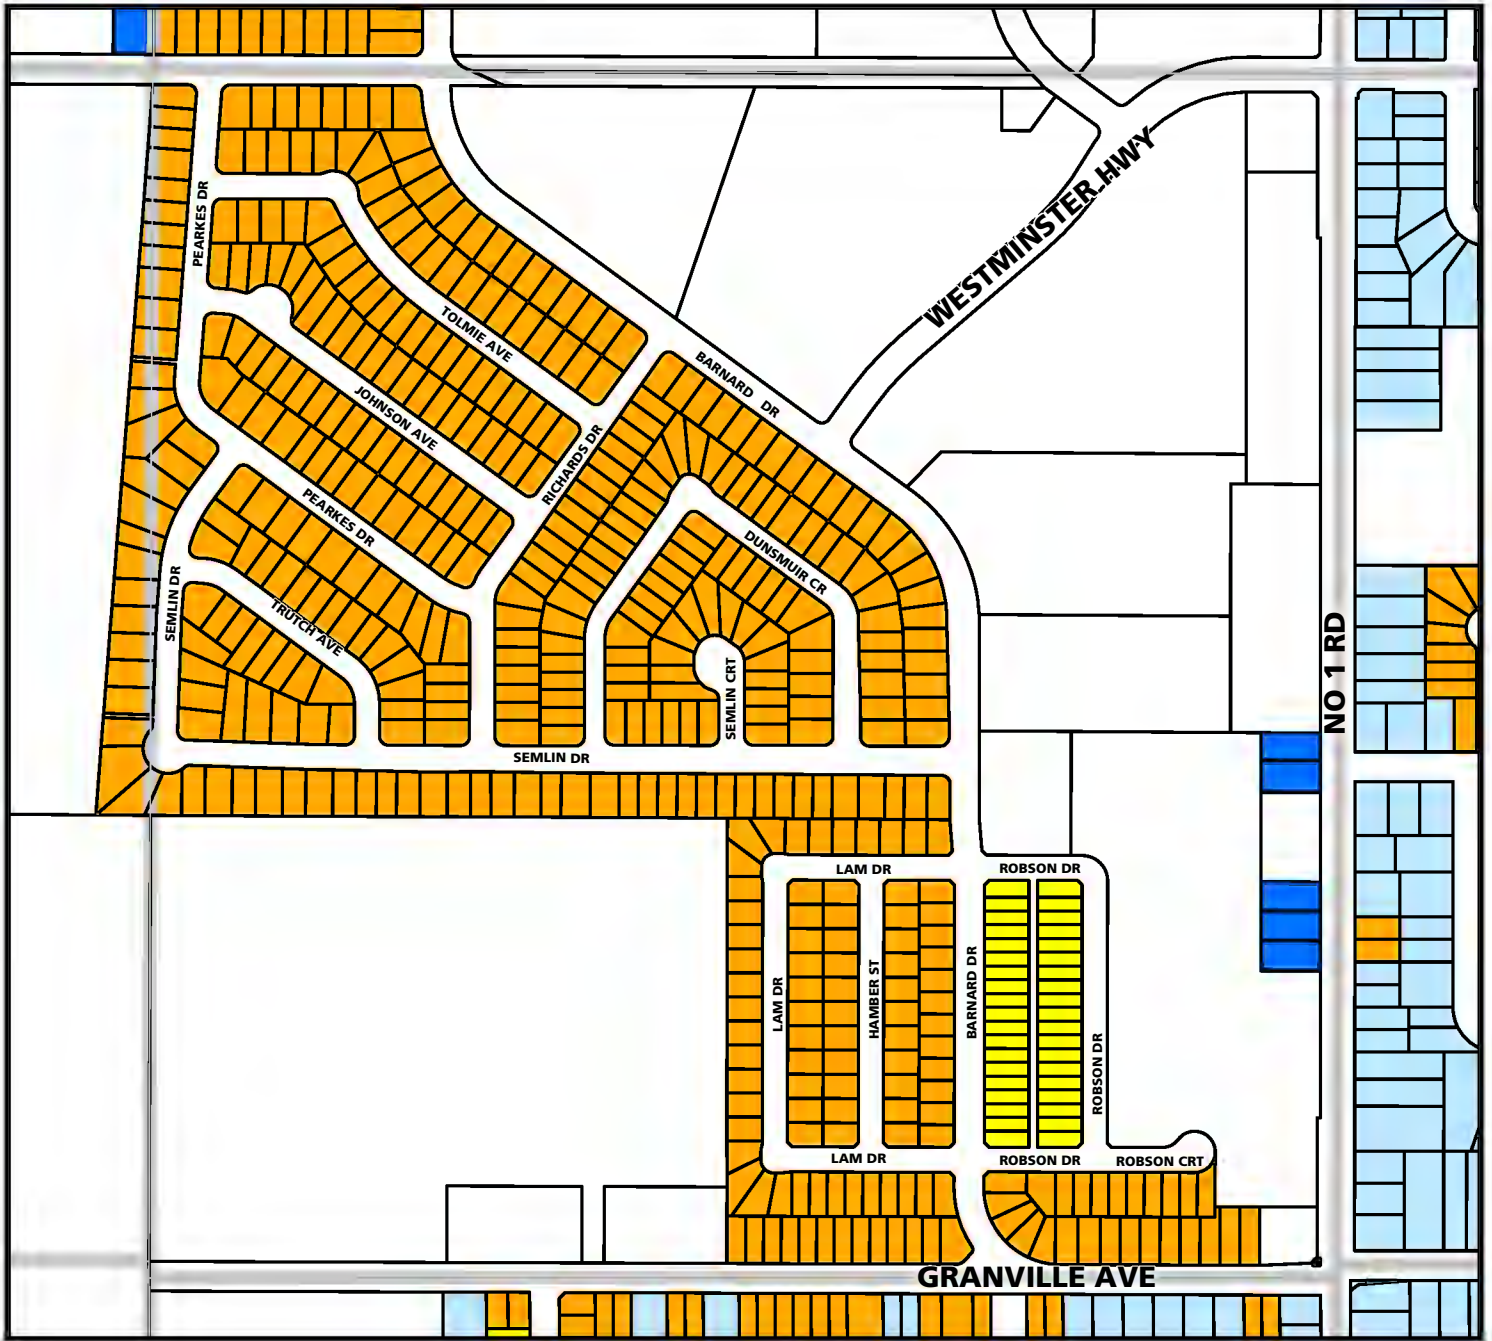 WESTMINSTER HWY
PEARKES DR
TOLMIE AVE
BARNARD DR
JOHNSON AVE
RICHARDS DR
PEARKES DR
DUNSMUIR CR
SEMLIN DR
TRUTCH AVE
SEMLIN CRT
NO 1 RD
SEMLIN DR
LAM DR
ROBSON DR
LAM DR
HAMBER ST
BARNARD DR
ROBSON DR
LAM DR
ROBSON DR
ROBSON CRT
GRANVILLE AVE